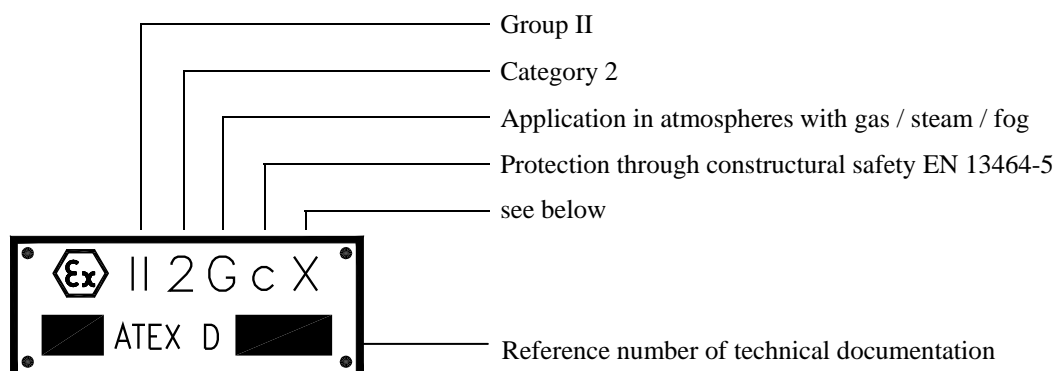 Group II
Category 2
Application in atmospheres with gas / steam / fog
Protection through constructural safety EN 13464-5
see below
Ex II 2 G c X
ATEX D
Reference number of technical documentation